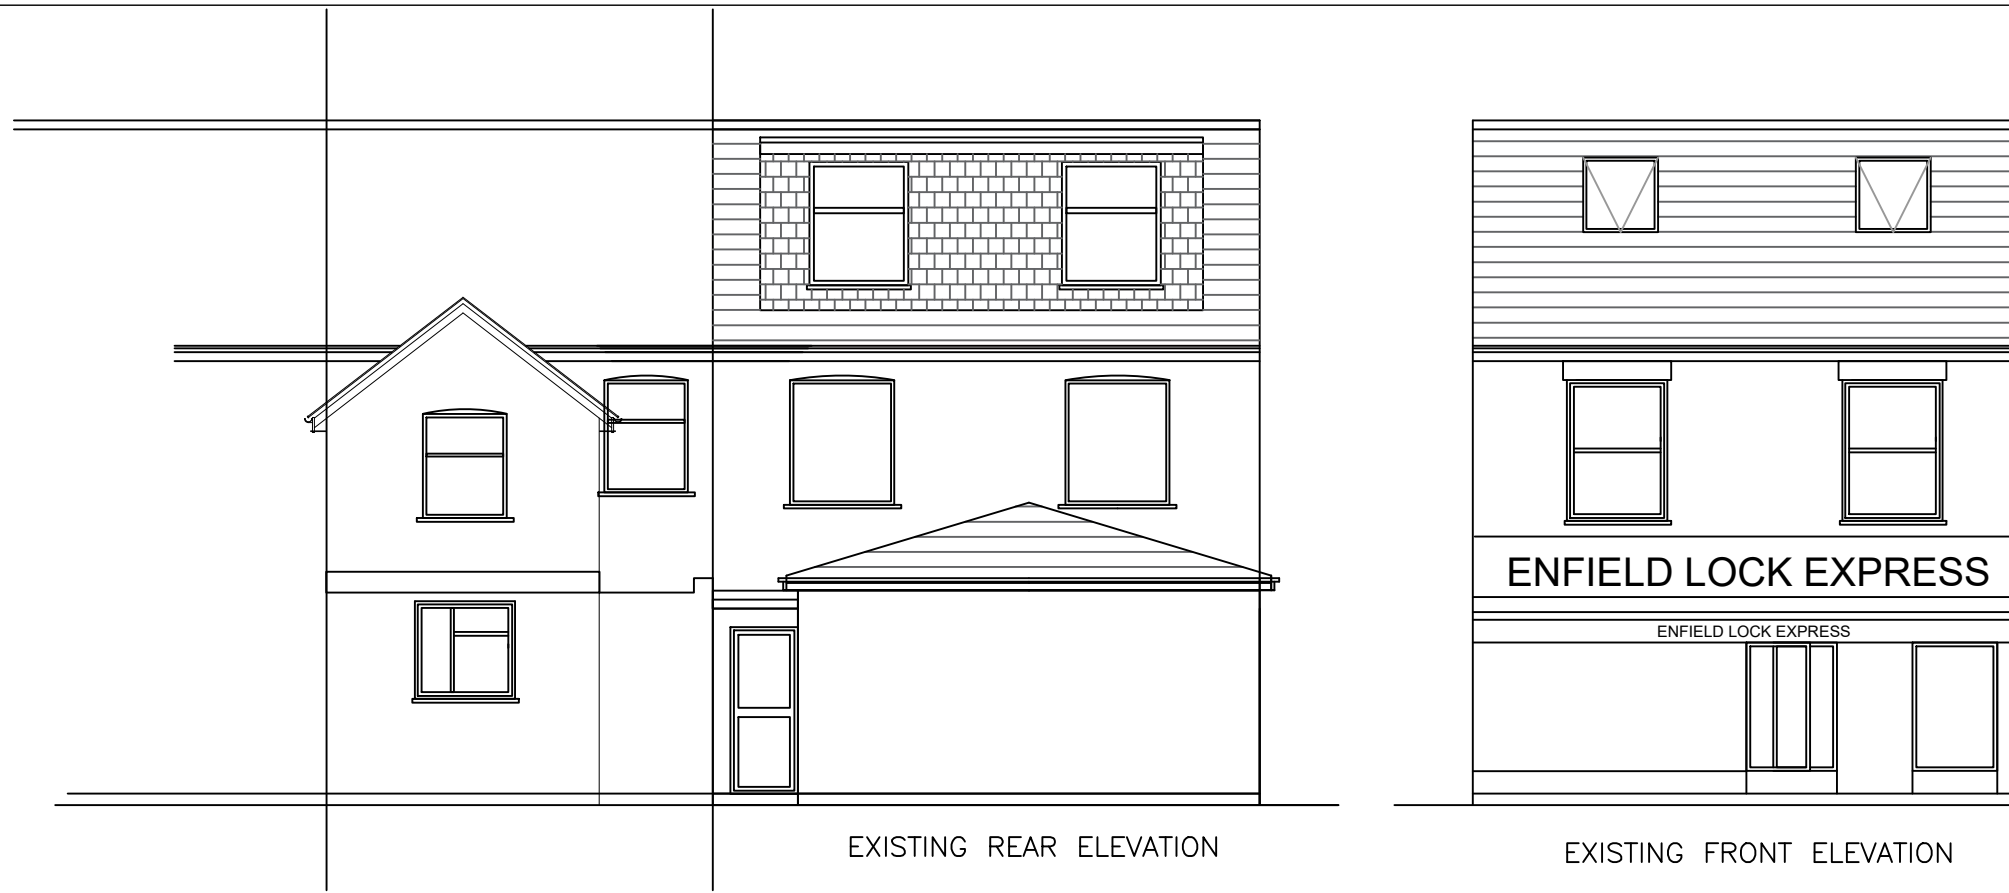 ENFIELD LOCK EXPRESS
ENFIELD LOCK EXPRESS
EXISTING REAR ELEVATION
EXISTING FRONT ELEVATION